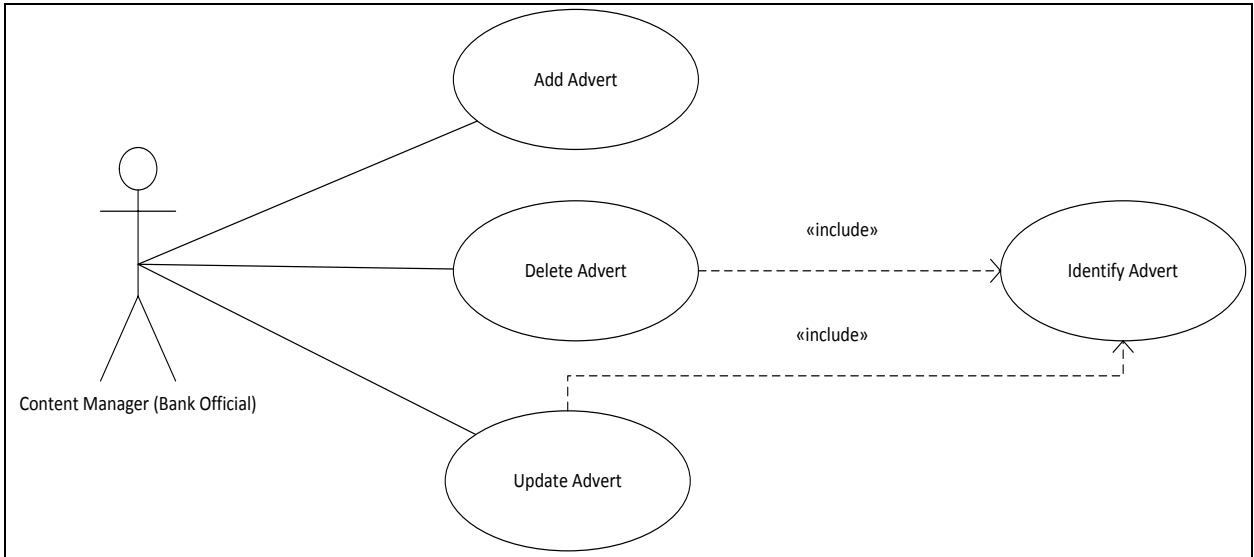 Add Advert
«include»
Delete Advert
Identify Advert
«include»
Content Manager (Bank Official)
Update Advert